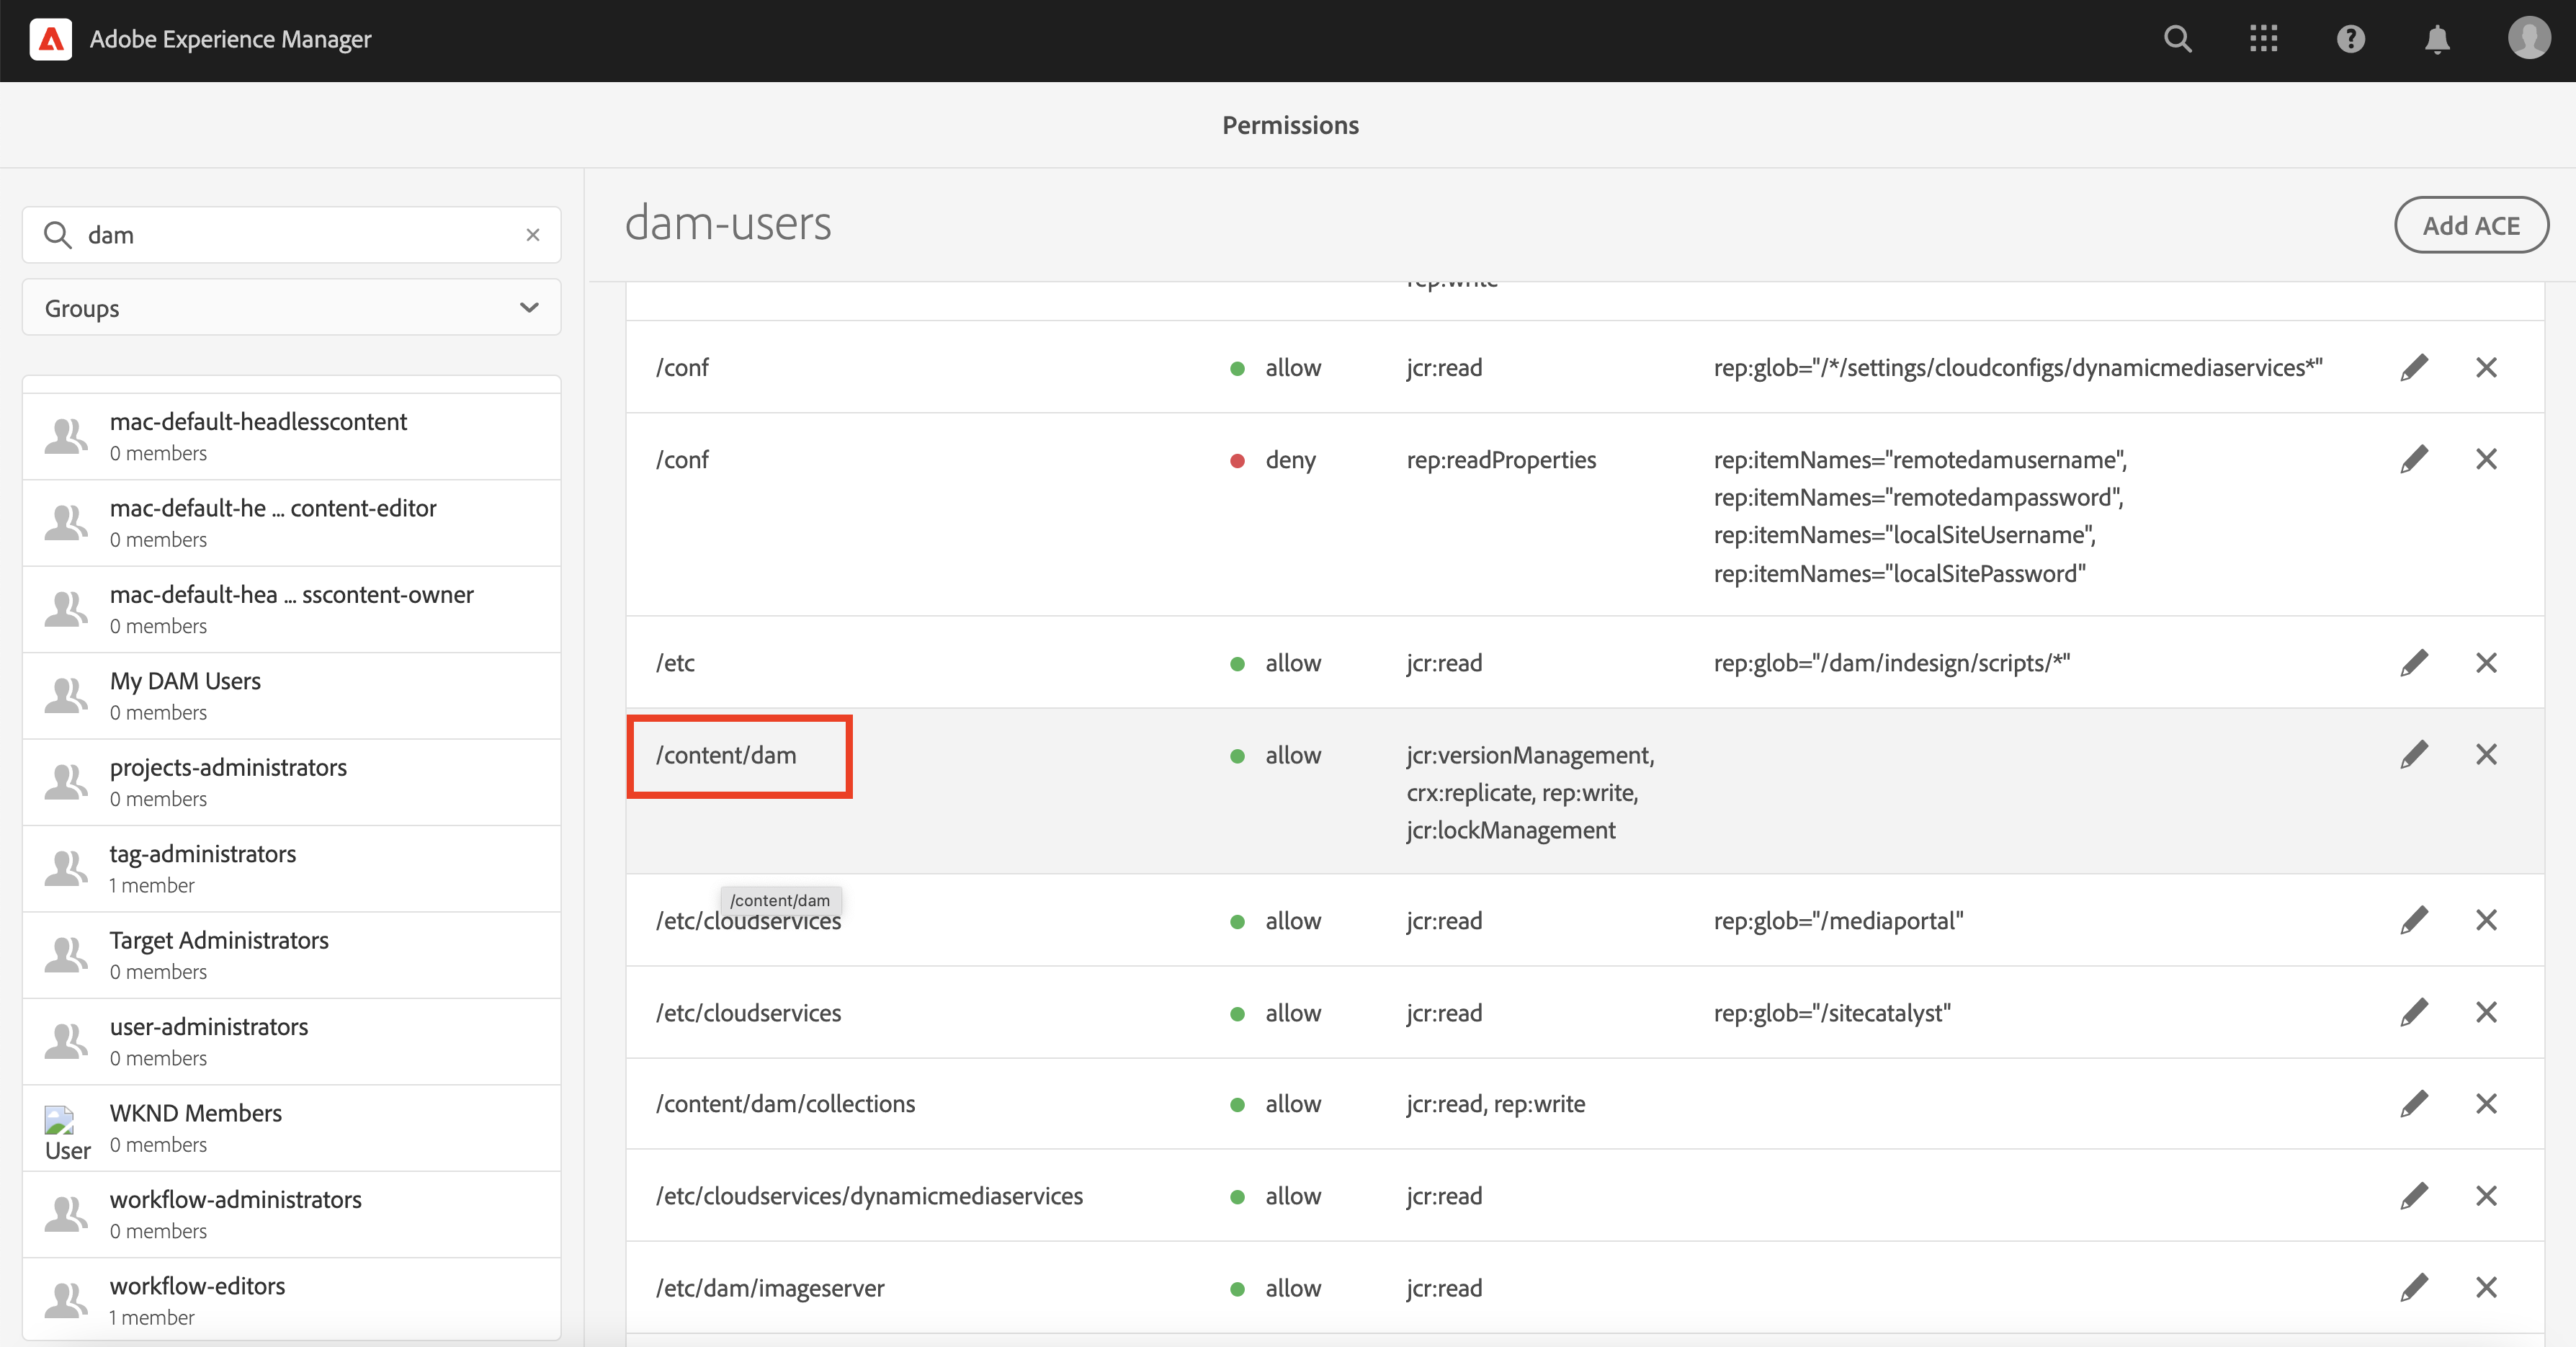 Adobe Experience Manager
Permissions
dam
Groups
mac-default-headlesscontent
0 members
mac-default-he ... content-editor
0 members
mac-default-hea ... sscontent-owner
0 members
My DAM Users
0 members
projects-administrators
0 members
tag-administrators
1 member
Target Administrators
0 members
user-administrators
0 members
User
WKND Members
0 members
workflow-administrators
0 members
workflow-editors
1 member
dam-users
Add ACE
rep:write
/conf allow jcr:read rep:glob="/*/settings/cloudconfigs/dynamicmediaservices*"
/conf deny rep:readProperties rep:itemNames="remotedamusername",
rep:itemNames="remotedampassword",
rep:itemNames="localSiteUsername",
rep:itemNames="localSitePassword"
/etc allow jcr:read rep:glob="/dam/indesign/scripts/*"
/content/dam allow jcr:versionManagement,
crx:replicate, rep:write,
jcr:lockManagement
/content/dam
/etc/cloudservices allow jcr:read rep:glob="/mediaportal"
/etc/cloudservices allow jcr:read rep:glob="/sitecatalyst"
/content/dam/collections allow jcr:read, rep:write
/etc/cloudservices/dynamicmediaservices allow jcr:read
/etc/dam/imageserver allow jcr:read